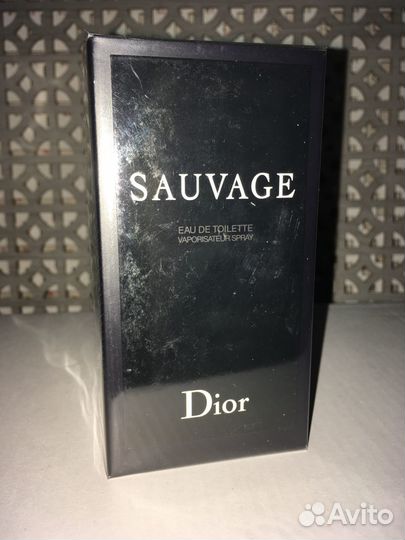 SAUVAGE
EAU DE TOILETTE
VAPORISATEUR SPRAY
Dior
Avito